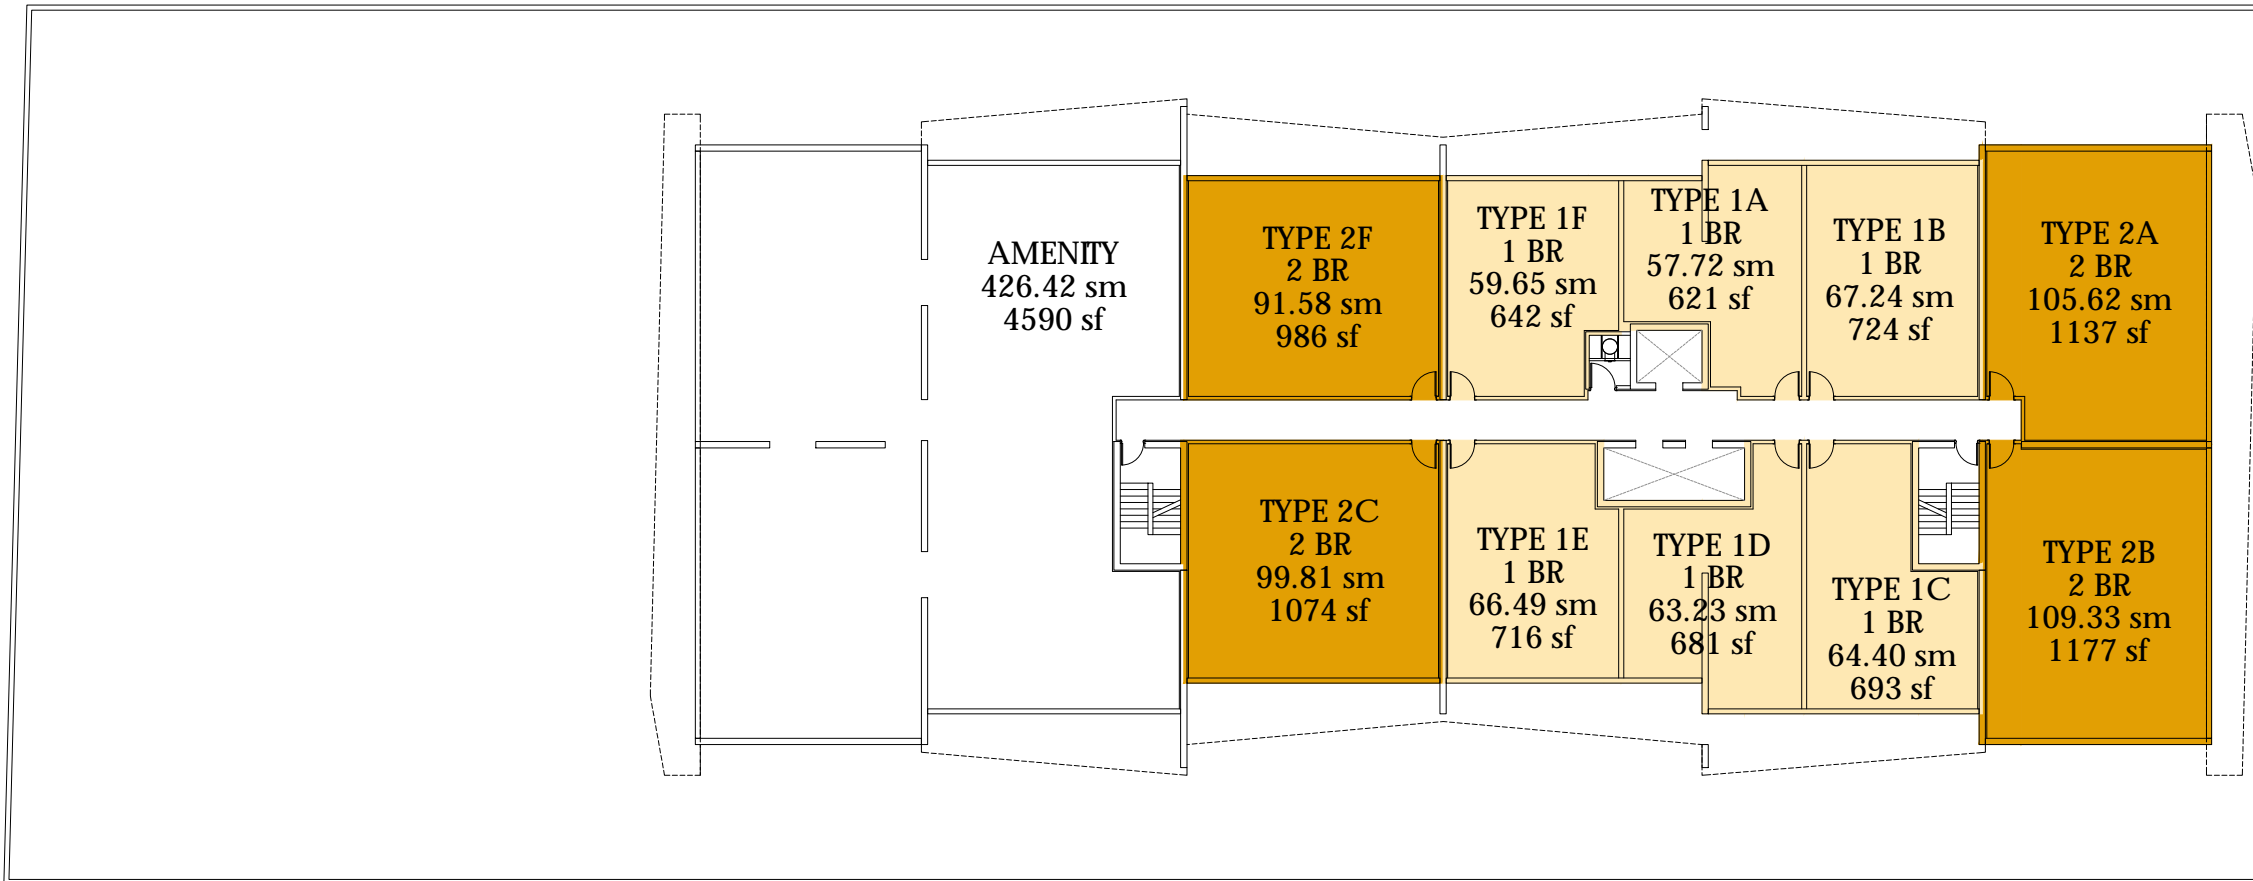 AMENITY
426.42 sm
4590 sf
TYPE 2F
2 BR
91.58 sm
986 sf
TYPE 1F
1 BR
59.65 sm
642 sf
TYPE 1A
1 BR
57.72 sm
621 sf
TYPE 1B
1 BR
67.24 sm
724 sf
TYPE 2A
2 BR
105.62 sm
1137 sf
TYPE 2C
2 BR
99.81 sm
1074 sf
TYPE 1E
1 BR
66.49 sm
716 sf
TYPE 1D
1 BR
63.23 sm
681 sf
TYPE 1C
1 BR
64.40 sm
693 sf
TYPE 2B
2 BR
109.33 sm
1177 sf